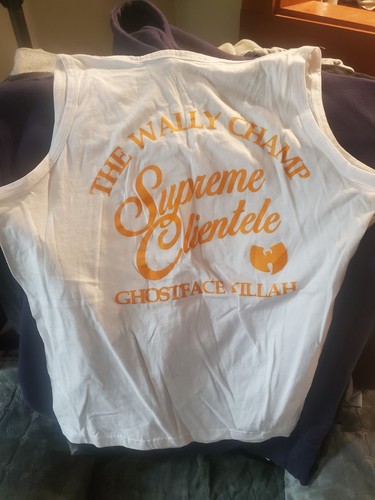 THE WALLY CHAMP
Supreme
Clientele
GHOSTFACE KILLAH